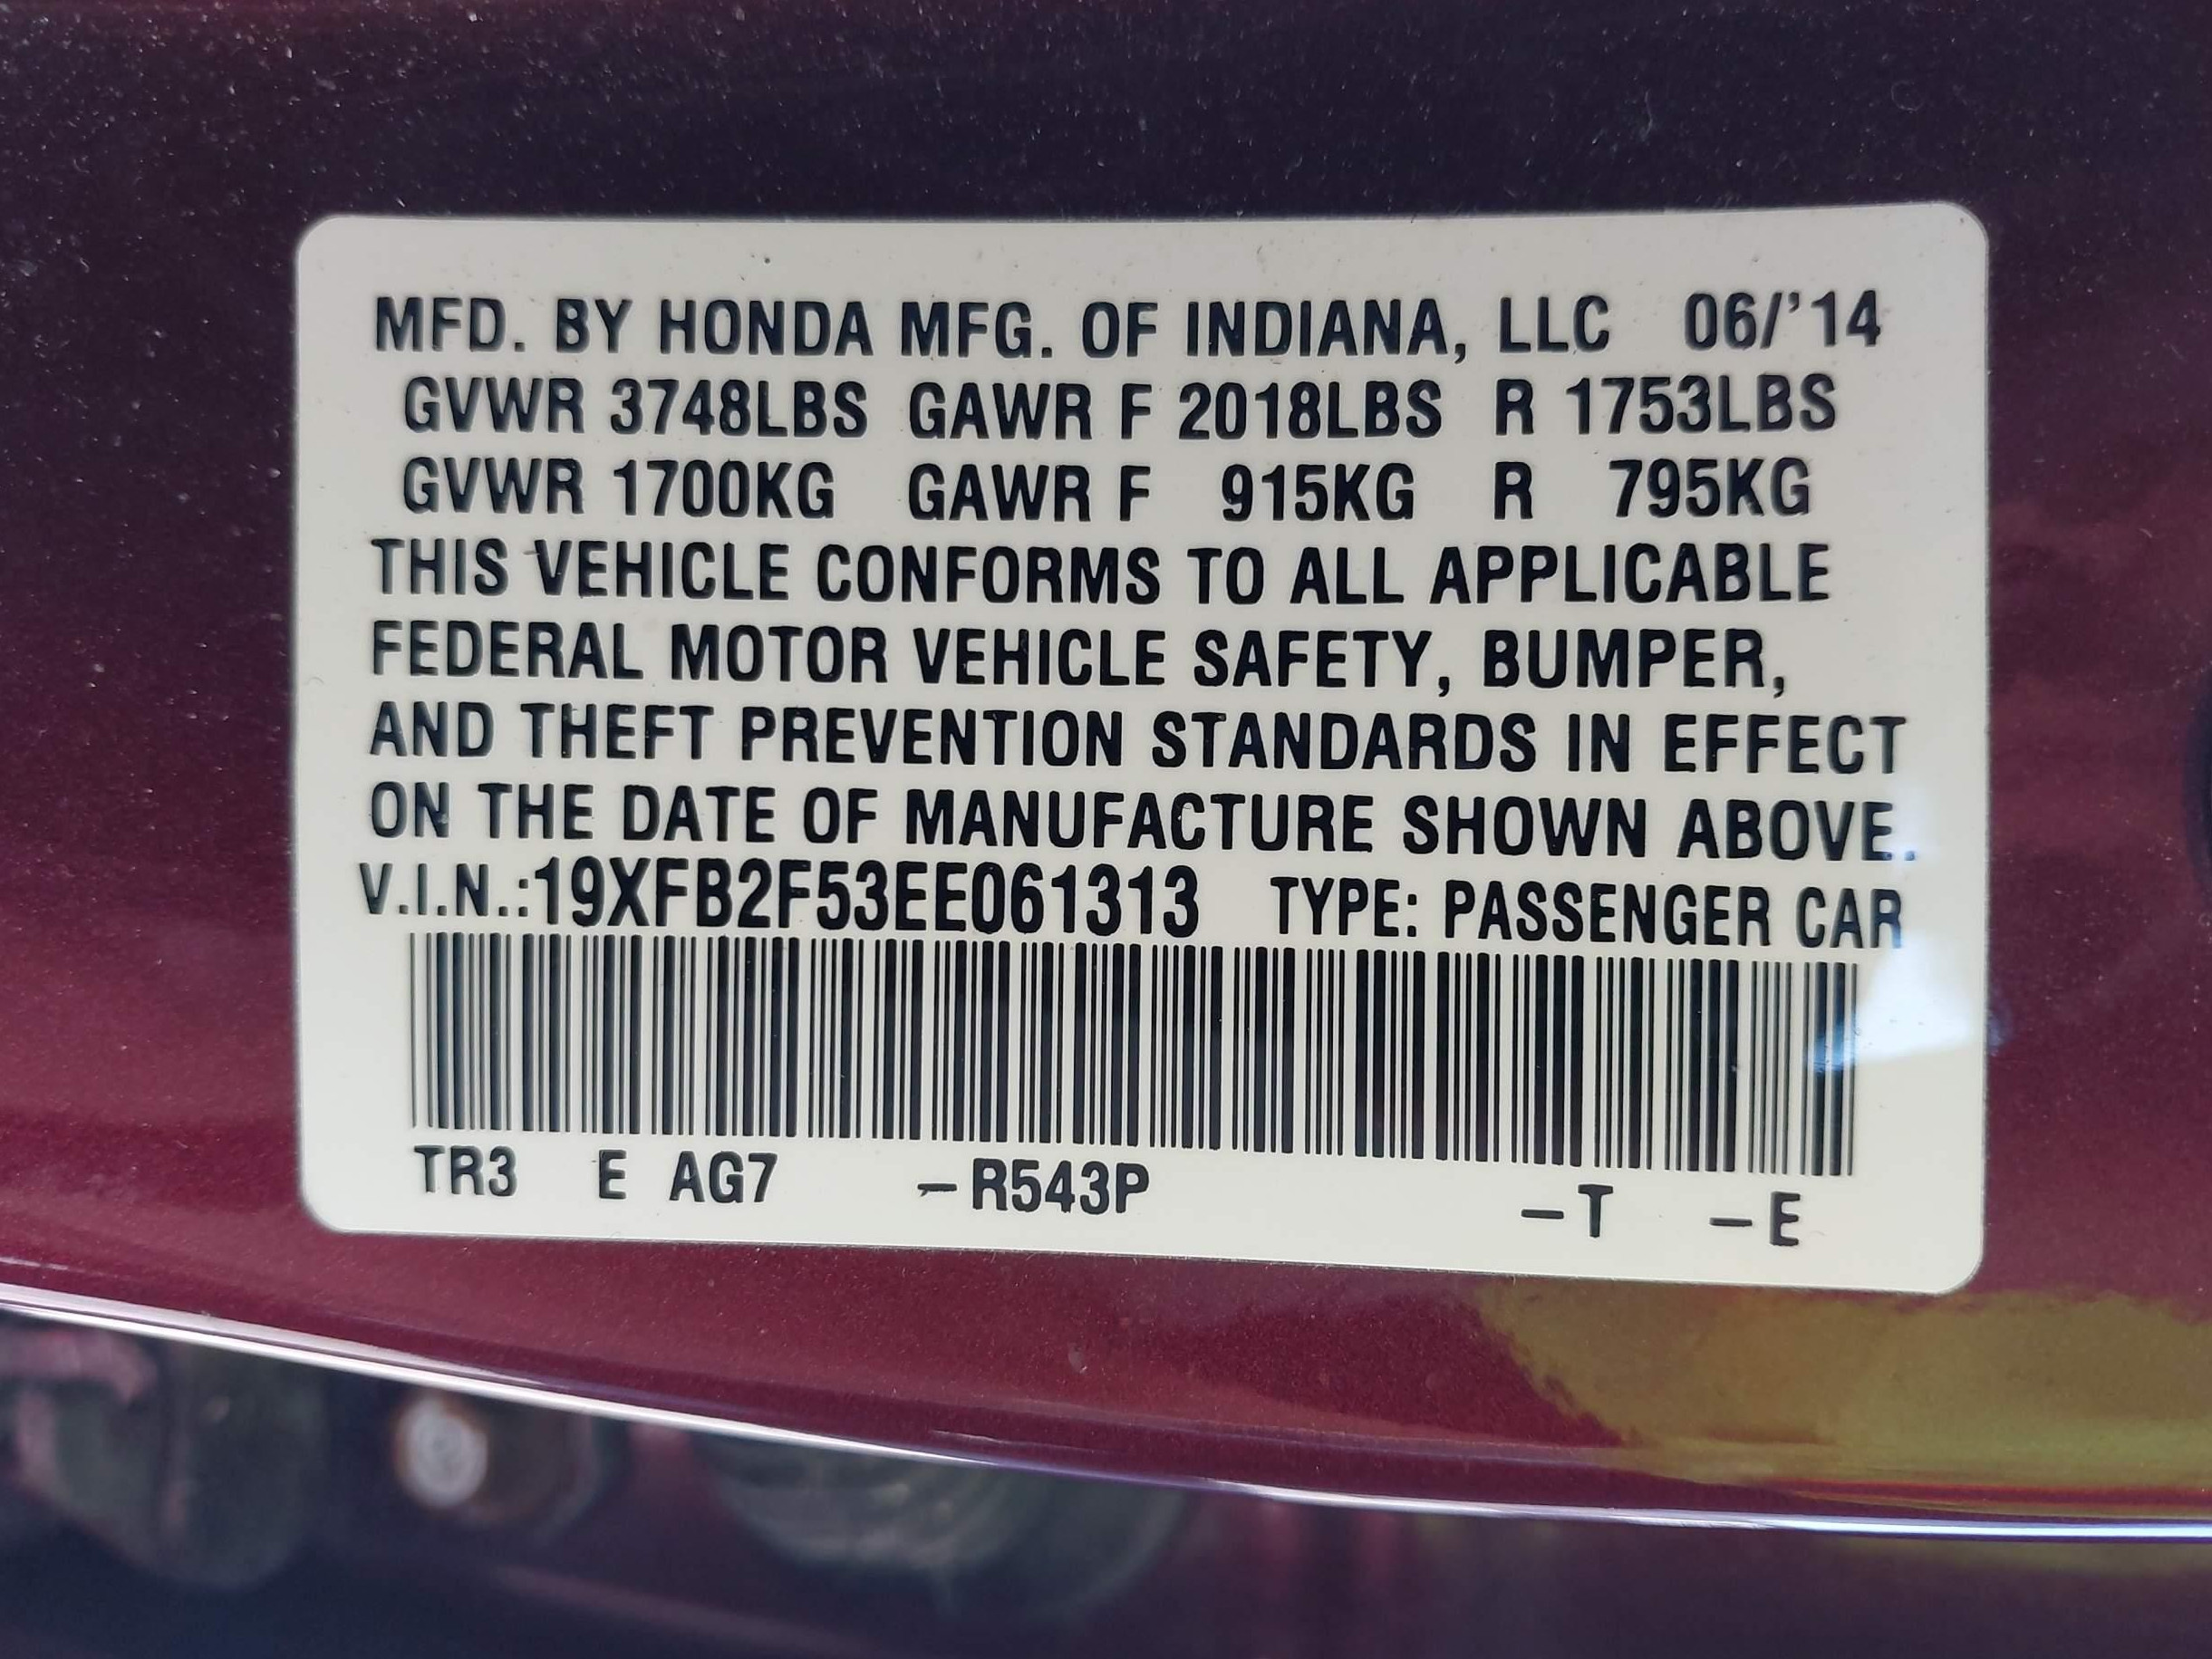 MFD. BY HONDA MFG. OF INDIANA, LLC 06/'14
GVWR 3748LBS GAWR F 2018LBS R 1753LBS
GVWR 1700KG GAWR F 915KG R 795KG
THIS VEHICLE CONFORMS TO ALL APPLICABLE
FEDERAL MOTOR VEHICLE SAFETY, BUMPER,
AND THEFT PREVENTION STANDARDS IN EFFECT
ON THE DATE OF MANUFACTURE SHOWN ABOVE.
V.I.N.:19XFB2F53EE061313 TYPE: PASSENGER CAR
TR3 E AG7 –R543P –T –E